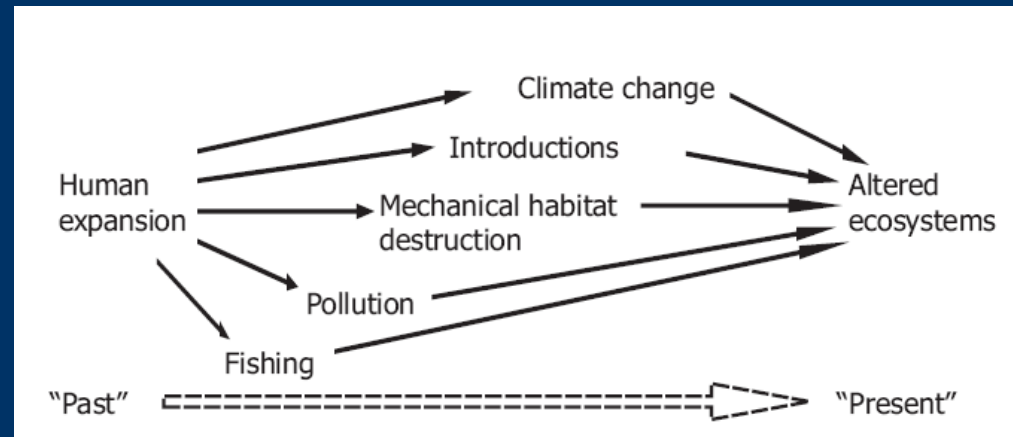 Climate change
Introductions
Human
expansion
Mechanical habitat
destruction
Altered
ecosystems
Pollution
Fishing
“Past”
“Present”